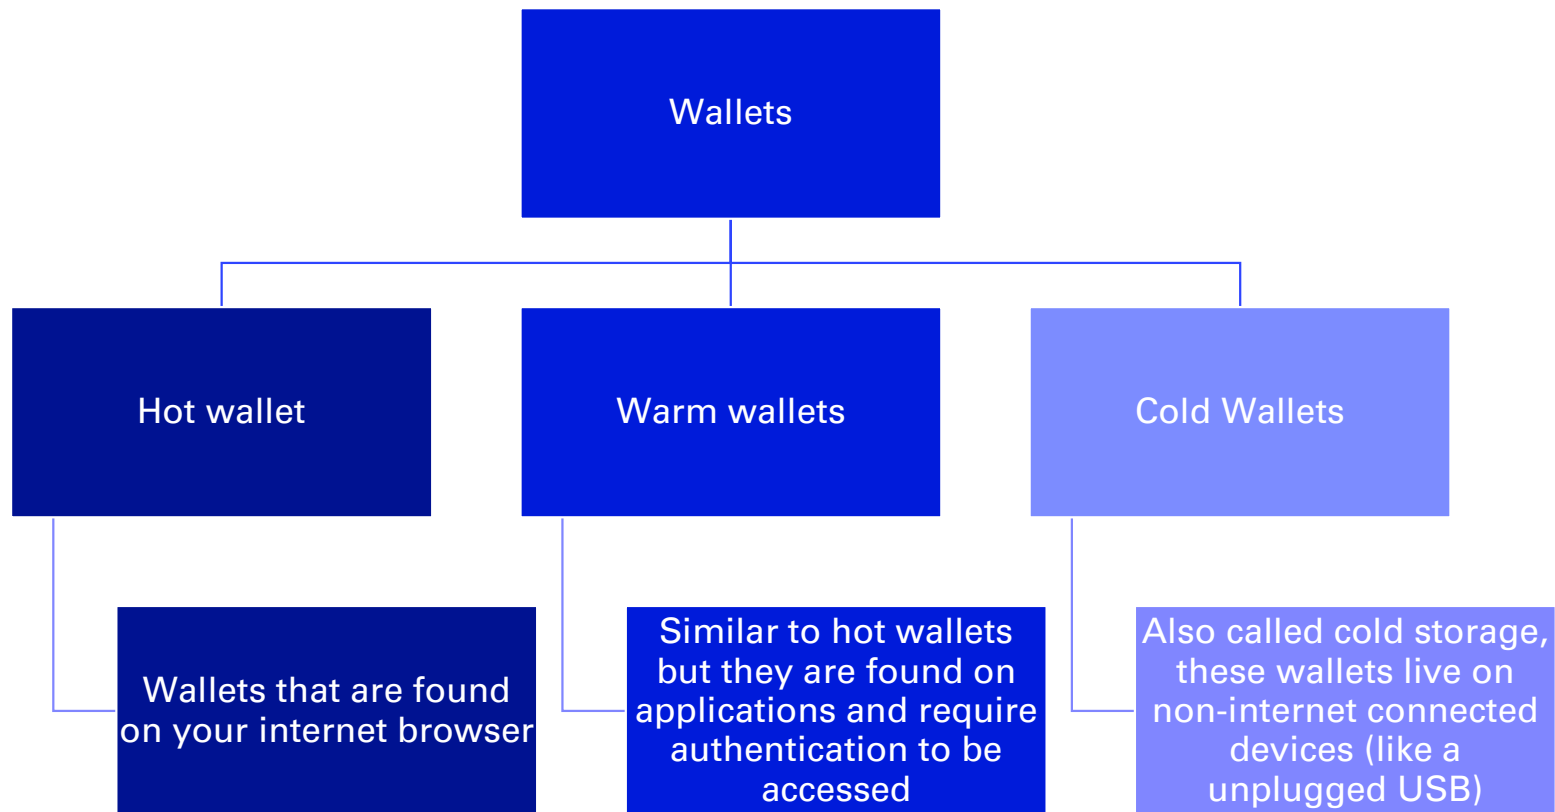 Wallets
Hot wallet
Warm wallets
Cold Wallets
Wallets that are found
on your internet browser
Similar to hot wallets
but they are found on
applications and require
authentication to be
accessed
Also called cold storage,
these wallets live on
non-internet connected
devices (like a
unplugged USB)